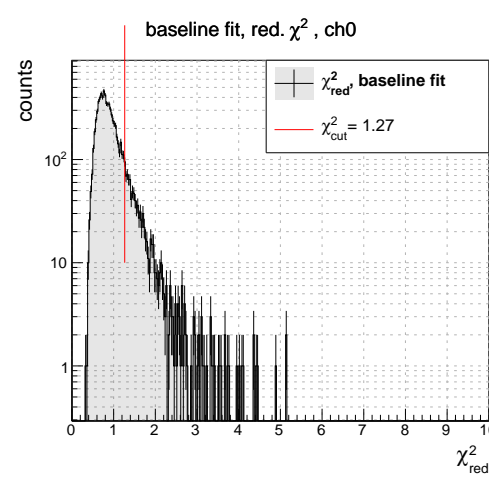 baseline fit, red. χ² , ch0
counts
χ²red, baseline fit
χ²cut = 1.27
10²
10
1
0 1 2 3 4 5 6 7 8 9 1
χ²red